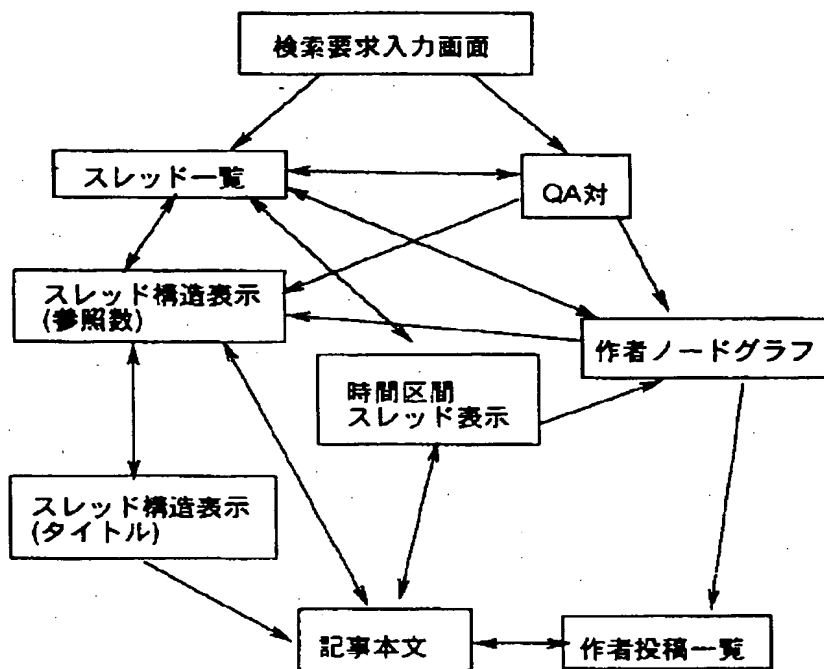 検索要求入力画面
スレッド一覧
QA対
スレッド構造表示
(参照数)
作者ノードグラフ
時間区間
スレッド表示
スレッド構造表示
(タイトル)
記事本文
作者投稿一覧